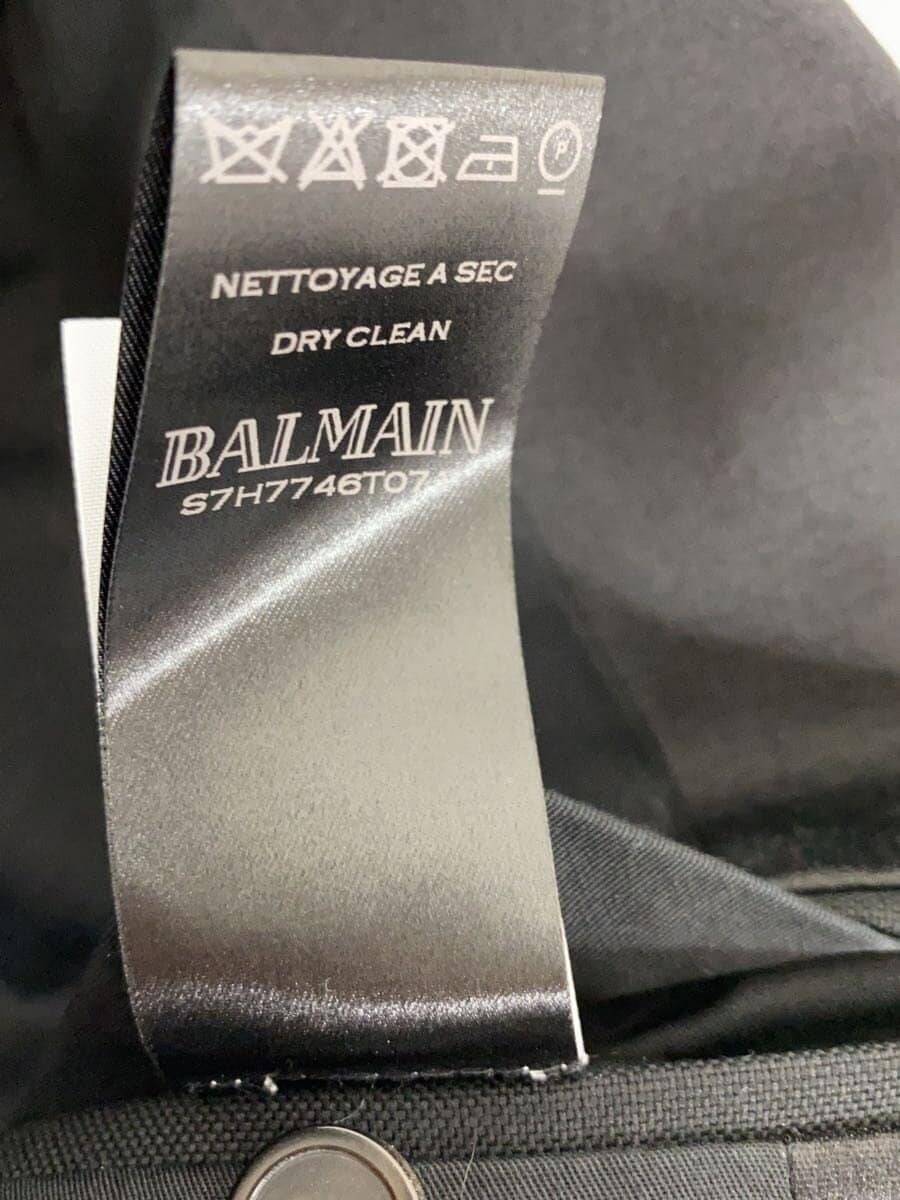 P
NETTOYAGE A SEC
DRY CLEAN
BALMAIN
S7H7746T07